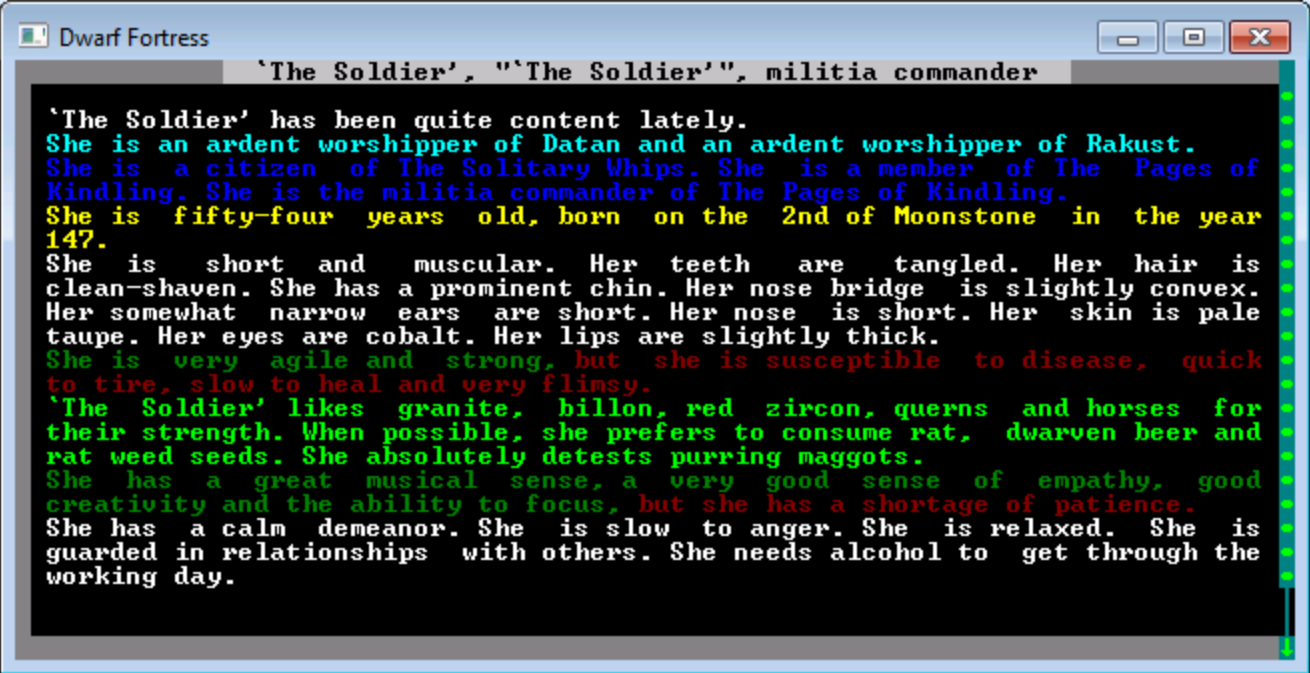 Dwarf Fortress
`The Soldier', "`The Soldier'", militia commander
`The Soldier' has been quite content lately.
She is an ardent worshipper of Datan and an ardent worshipper of Rakust.
She is a citizen of The Solitary Whips. She is a member of The Pages of
Kindling. She is the militia commander of The Pages of Kindling.
She is fifty-four years old, born on the 2nd of Moonstone in the year
147.
She is short and muscular. Her teeth are tangled. Her hair is
clean-shaven. She has a prominent chin. Her nose bridge is slightly convex.
Her somewhat narrow ears are short. Her nose is short. Her skin is pale
taupe. Her eyes are cobalt. Her lips are slightly thick.
She is very agile and strong, but she is susceptible to disease, quick
to tire, slow to heal and very flimsy.
`The Soldier' likes granite, billon, red zircon, querns and horses for
their strength. When possible, she prefers to consume rat, dwarven beer and
rat weed seeds. She absolutely detests purring maggots.
She has a great musical sense, a very good sense of empathy, good
creativity and the ability to focus, but she has a shortage of patience.
She has a calm demeanor. She is slow to anger. She is relaxed. She is
guarded in relationships with others. She needs alcohol to get through the
working day.